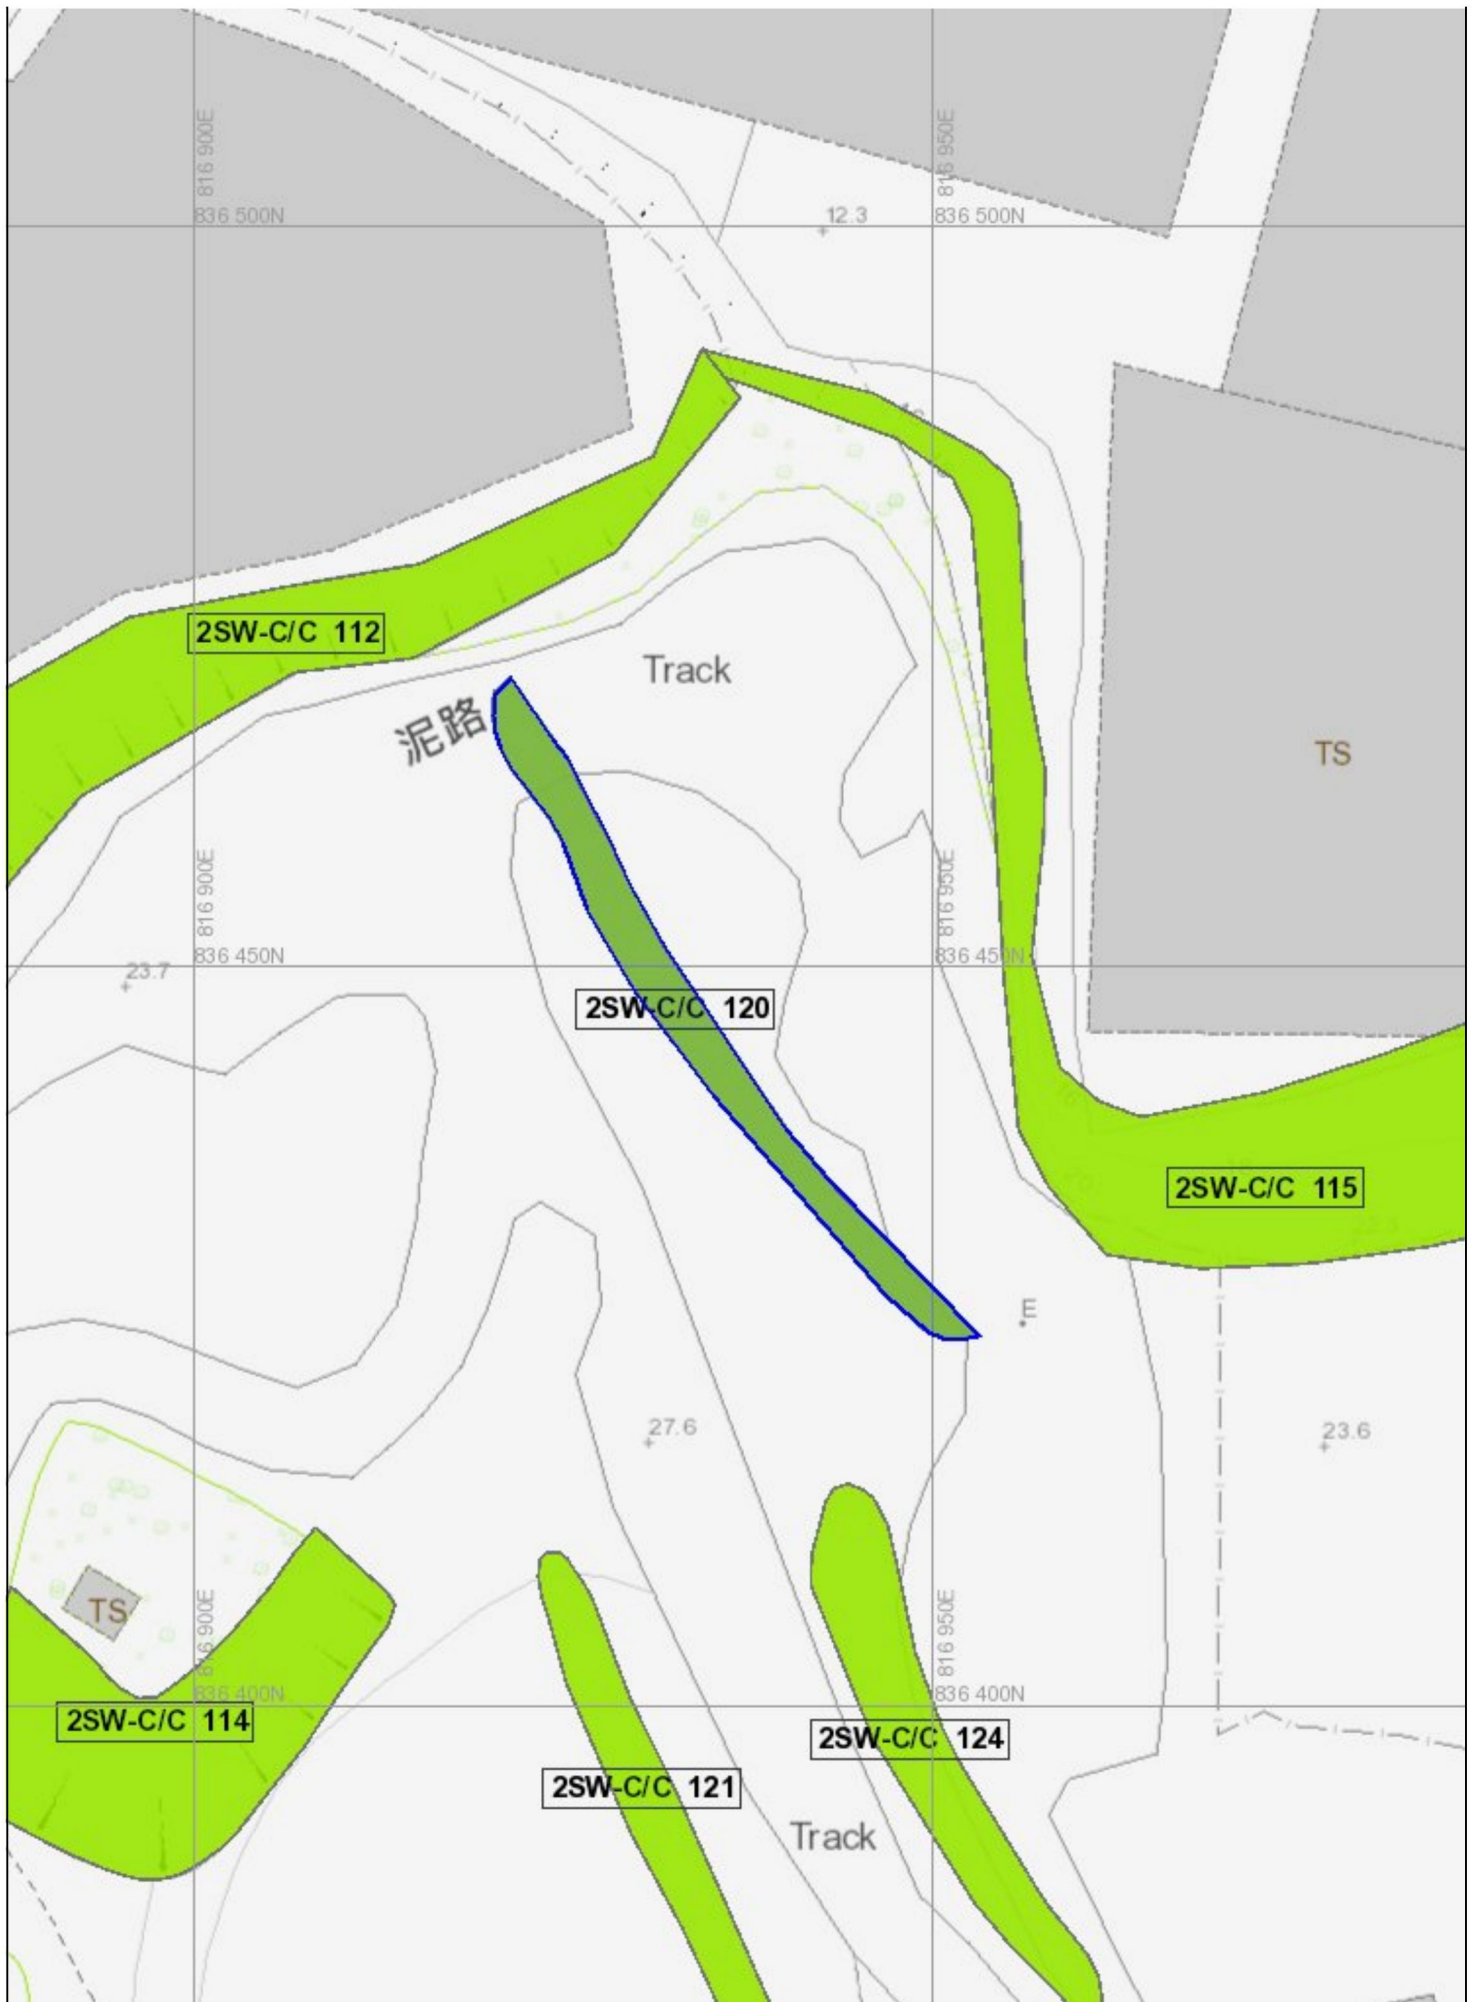 816 900E
816 950E
836 500N
12.3
836 500N
2SW-C/C 112
Track
泥路
TS
816 900E
816 950E
836 450N
836 450N
23.7
2SW-C/C 120
2SW-C/C 115
E
27.6
23.6
TS
816 900E
816 950E
836 400N
836 400N
2SW-C/C 114
2SW-C/C 124
2SW-C/C 121
Track